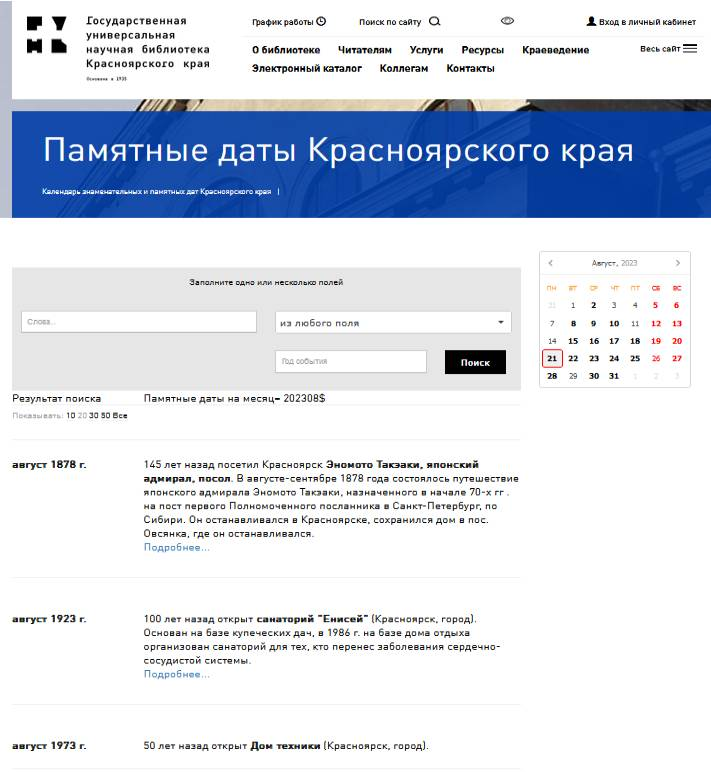 Государственная
универсальная
научная библиотека
Красноярского края
Основана в 1935
График работы
Поиск по сайту
Вход в личный кабинет
О библиотеке Читателям Услуги Ресурсы Краеведение
Электронный каталог Коллегам Контакты
Весь сайт
Памятные даты Красноярского края
Календарь знаменательных и памятных дат Красноярского края |
Заполните одно или несколько полей
Слова...
из любого поля
Год события
Поиск
Август, 2023
ПН ВТ СР ЧТ ПТ СБ ВС
31 1 2 3 4 5 6
7 8 9 10 11 12 13
14 15 16 17 18 19 20
21 22 23 24 25 26 27
28 29 30 31 1 2 3
Результат поиска Памятные даты на месяц= 202308$
Показывать: 10 20 30 50 Все
август 1878 г.
145 лет назад посетил Красноярск Эномото Такэаки, японский
адмирал, посол. В августе-сентябре 1878 года состоялось путешествие
японского адмирала Эномото Такэаки, назначенного в начале 70-х гг .
на пост первого Полномоченного посланника в Санкт-Петербург, по
Сибири. Он останавливался в Красноярске, сохранился дом в пос.
Овсянка, где он останавливался.
Подробнее...
август 1923 г.
100 лет назад открыт санаторий "Енисей" (Красноярск, город).
Основан на базе купеческих дач, в 1986 г. на базе дома отдыха
организован санаторий для тех, кто перенес заболевания сердечно-
сосудистой системы.
Подробнее...
август 1973 г.
50 лет назад открыт Дом техники (Красноярск, город).